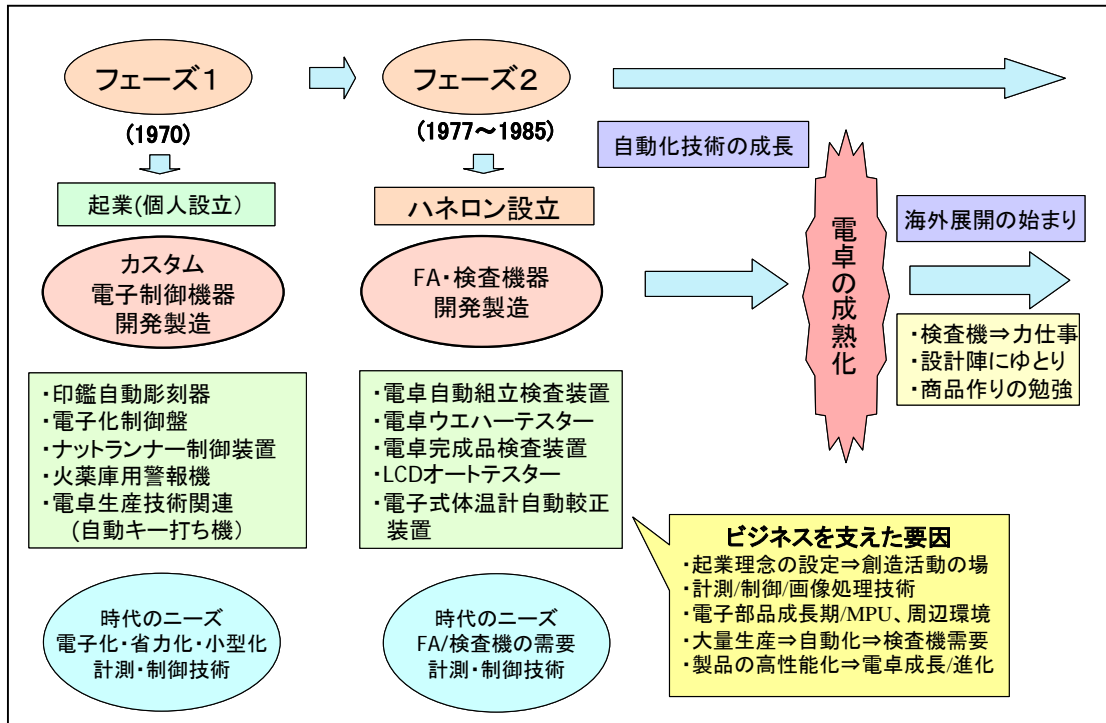 フェーズ1
(1970)
起業(個人設立)
カスタム
電子制御機器
開発製造
・印鑑自動彫刻器
・電子化制御盤
・ナットランナー制御装置
・火薬庫用警報機
・電卓生産技術関連
(自動キー打ち機)
時代のニーズ
電子化・省力化・小型化
計測・制御技術
フェーズ2
(1977～1985)
ハネロン設立
FA・検査機器
開発製造
・電卓自動組立検査装置
・電卓ウエハーテスター
・電卓完成品検査装置
・LCDオートテスター
・電子式体温計自動較正
装置
時代のニーズ
FA/検査機の需要
計測・制御技術
自動化技術の成長
電卓の成熟化
海外展開の始まり
・検査機⇒力仕事
・設計陣にゆとり
・商品作りの勉強
ビジネスを支えた要因
・起業理念の設定⇒創造活動の場
・計測/制御/画像処理技術
・電子部品成長期/MPU、周辺環境
・大量生産⇒自動化⇒検査機需要
・製品の高性能化⇒電卓成長/進化